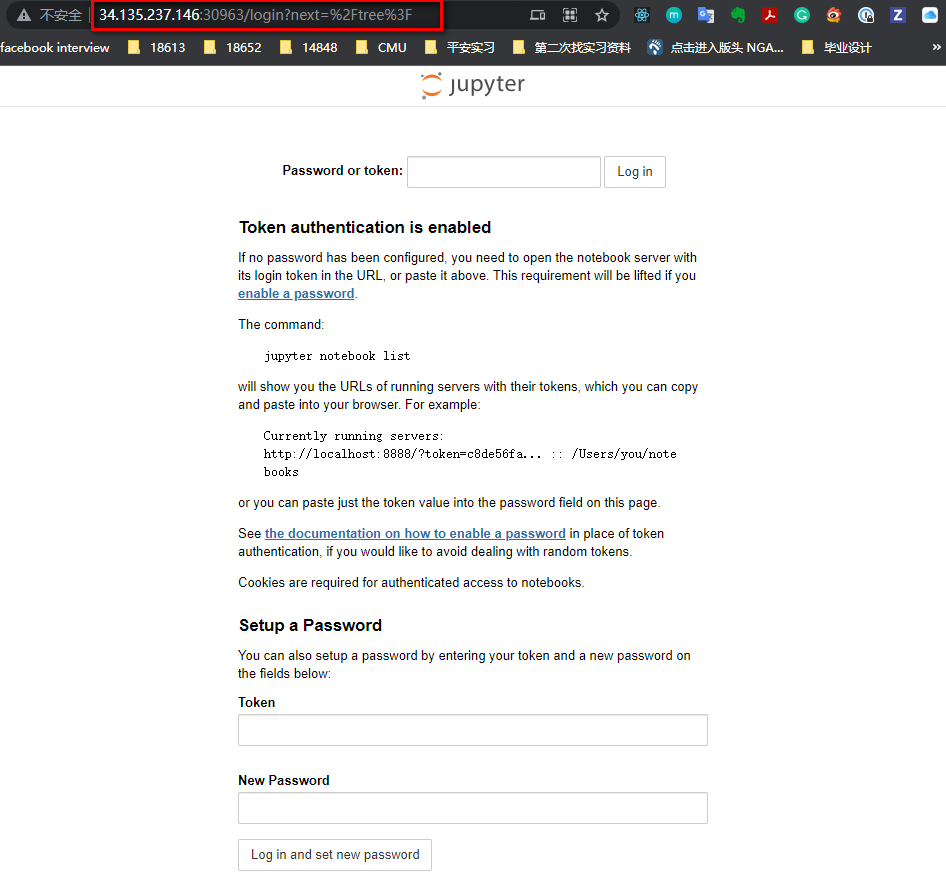 不安全 34.135.237.146:30963/login?next=%2Ftree%3F
facebook interview 18613 18652 14848 CMU 平安实习 第二次找实习资料 点击进入版头 NGA... 毕业设计 »
jupyter
Password or token: Log in
Token authentication is enabled
If no password has been configured, you need to open the notebook server with
its login token in the URL, or paste it above. This requirement will be lifted if you
enable a password.
The command:
jupyter notebook list
will show you the URLs of running servers with their tokens, which you can copy
and paste into your browser. For example:
Currently running servers:
http://localhost:8888/?token=c8de56fa... :: /Users/you/note
books
or you can paste just the token value into the password field on this page.
See the documentation on how to enable a password in place of token
authentication, if you would like to avoid dealing with random tokens.
Cookies are required for authenticated access to notebooks.
Setup a Password
You can also setup a password by entering your token and a new password on
the fields below:
Token
New Password
Log in and set new password